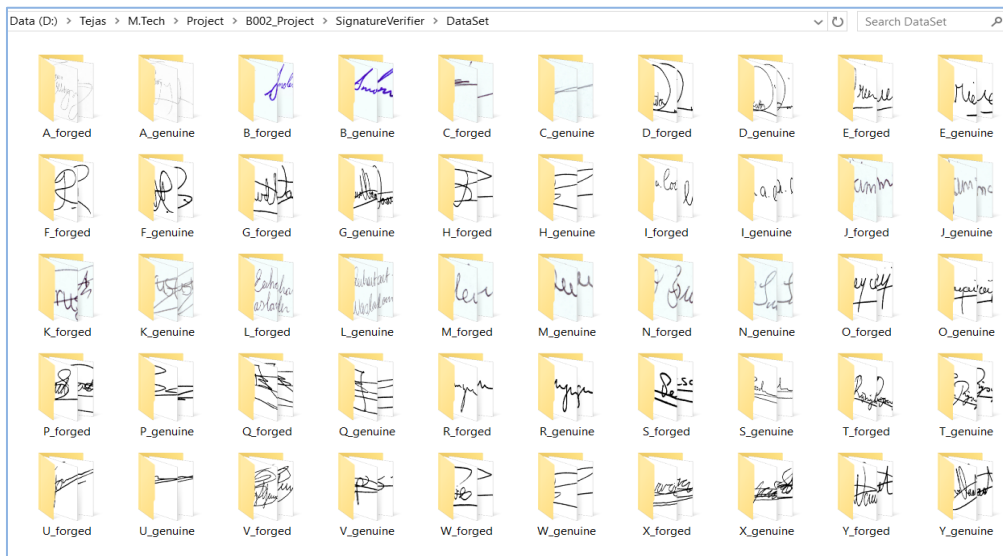 Data (D:) > Tejas > M.Tech > Project > B002_Project > SignatureVerifier > DataSet
Search DataSet
A_forged A_genuine B_forged B_genuine C_forged C_genuine D_forged D_genuine E_forged E_genuine
F_forged F_genuine G_forged G_genuine H_forged H_genuine I_forged I_genuine J_forged J_genuine
K_forged K_genuine L_forged L_genuine M_forged M_genuine N_forged N_genuine O_forged O_genuine
P_forged P_genuine Q_forged Q_genuine R_forged R_genuine S_forged S_genuine T_forged T_genuine
U_forged U_genuine V_forged V_genuine W_forged W_genuine X_forged X_genuine Y_forged Y_genuine